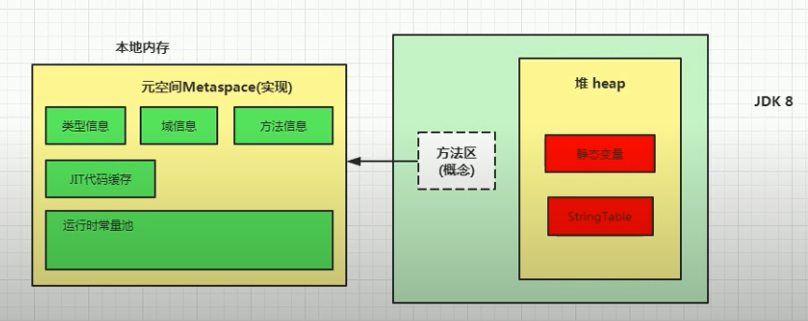 本地内存
元空间Metaspace(实现)
类型信息
域信息
方法信息
JIT代码缓存
运行时常量池
方法区
(概念)
堆 heap
静态变量
StringTable
JDK 8